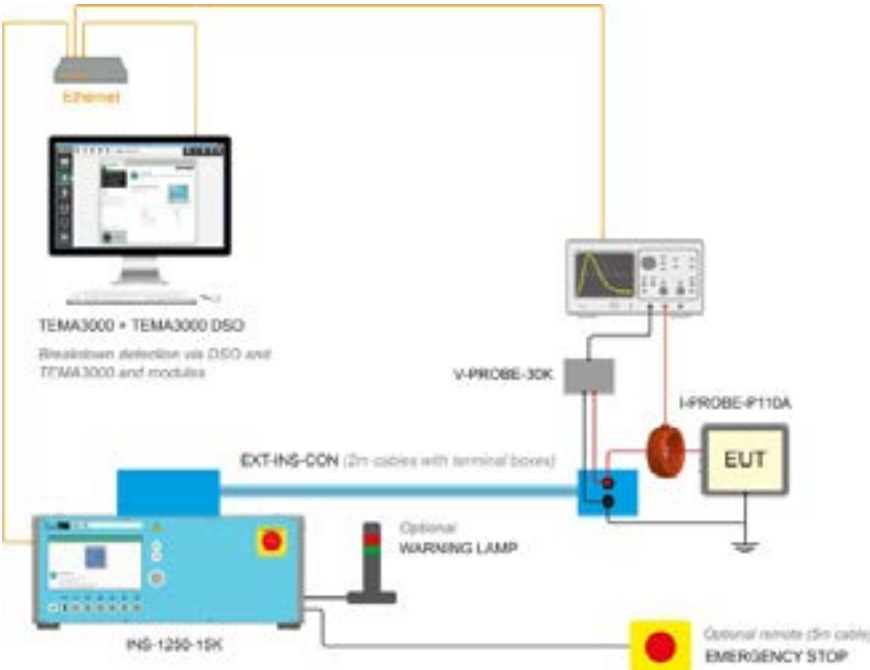 Ethernet
TEMA3000 + TEMA3000 DSO
Breakdown detection via DSO and
TEMA3000 and modules
V-PROBE-30K
I-PROBE-P110A
EUT
EXT-INS-CON (2m cables with terminal boxes)
Optional
WARNING LAMP
INS-1250-15K
Optional remote (5m cable)
EMERGENCY STOP